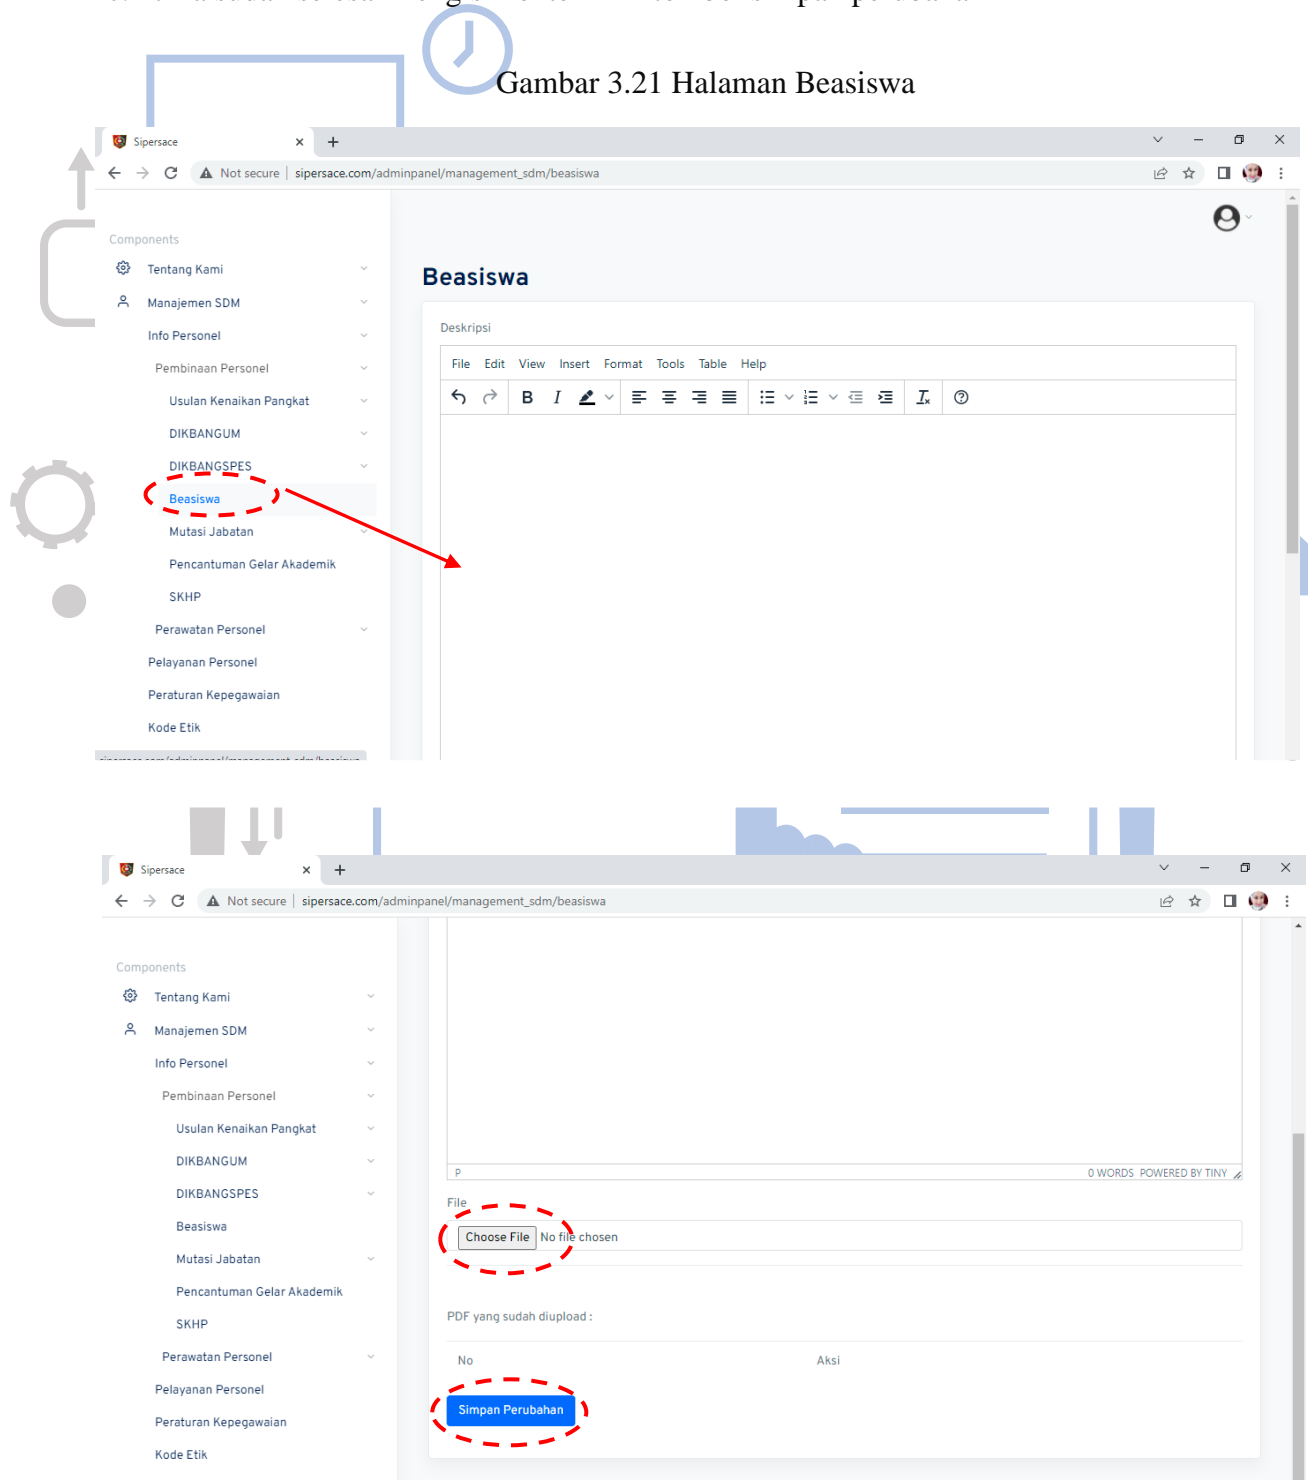 Gambar 3.21 Halaman Beasiswa
Sipersace
Not secure | sipersace.com/adminpanel/management_sdm/beasiswa
Components
Tentang Kami
Manajemen SDM
Info Personel
Pembinaan Personel
Usulan Kenaikan Pangkat
DIKBANGUM
DIKBANGSPES
Beasiswa
Mutasi Jabatan
Pencantuman Gelar Akademik
SKHP
Perawatan Personel
Pelayanan Personel
Peraturan Kepegawaian
Kode Etik
Beasiswa
Deskripsi
File Edit View Insert Format Tools Table Help
Sipersace
Not secure | sipersace.com/adminpanel/management_sdm/beasiswa
Components
Tentang Kami
Manajemen SDM
Info Personel
Pembinaan Personel
Usulan Kenaikan Pangkat
DIKBANGUM
DIKBANGSPES
Beasiswa
Mutasi Jabatan
Pencantuman Gelar Akademik
SKHP
Perawatan Personel
Pelayanan Personel
Peraturan Kepegawaian
Kode Etik
P 0 WORDS POWERED BY TINY
File
Choose File No file chosen
PDF yang sudah diupload :
No Aksi
Simpan Perubahan